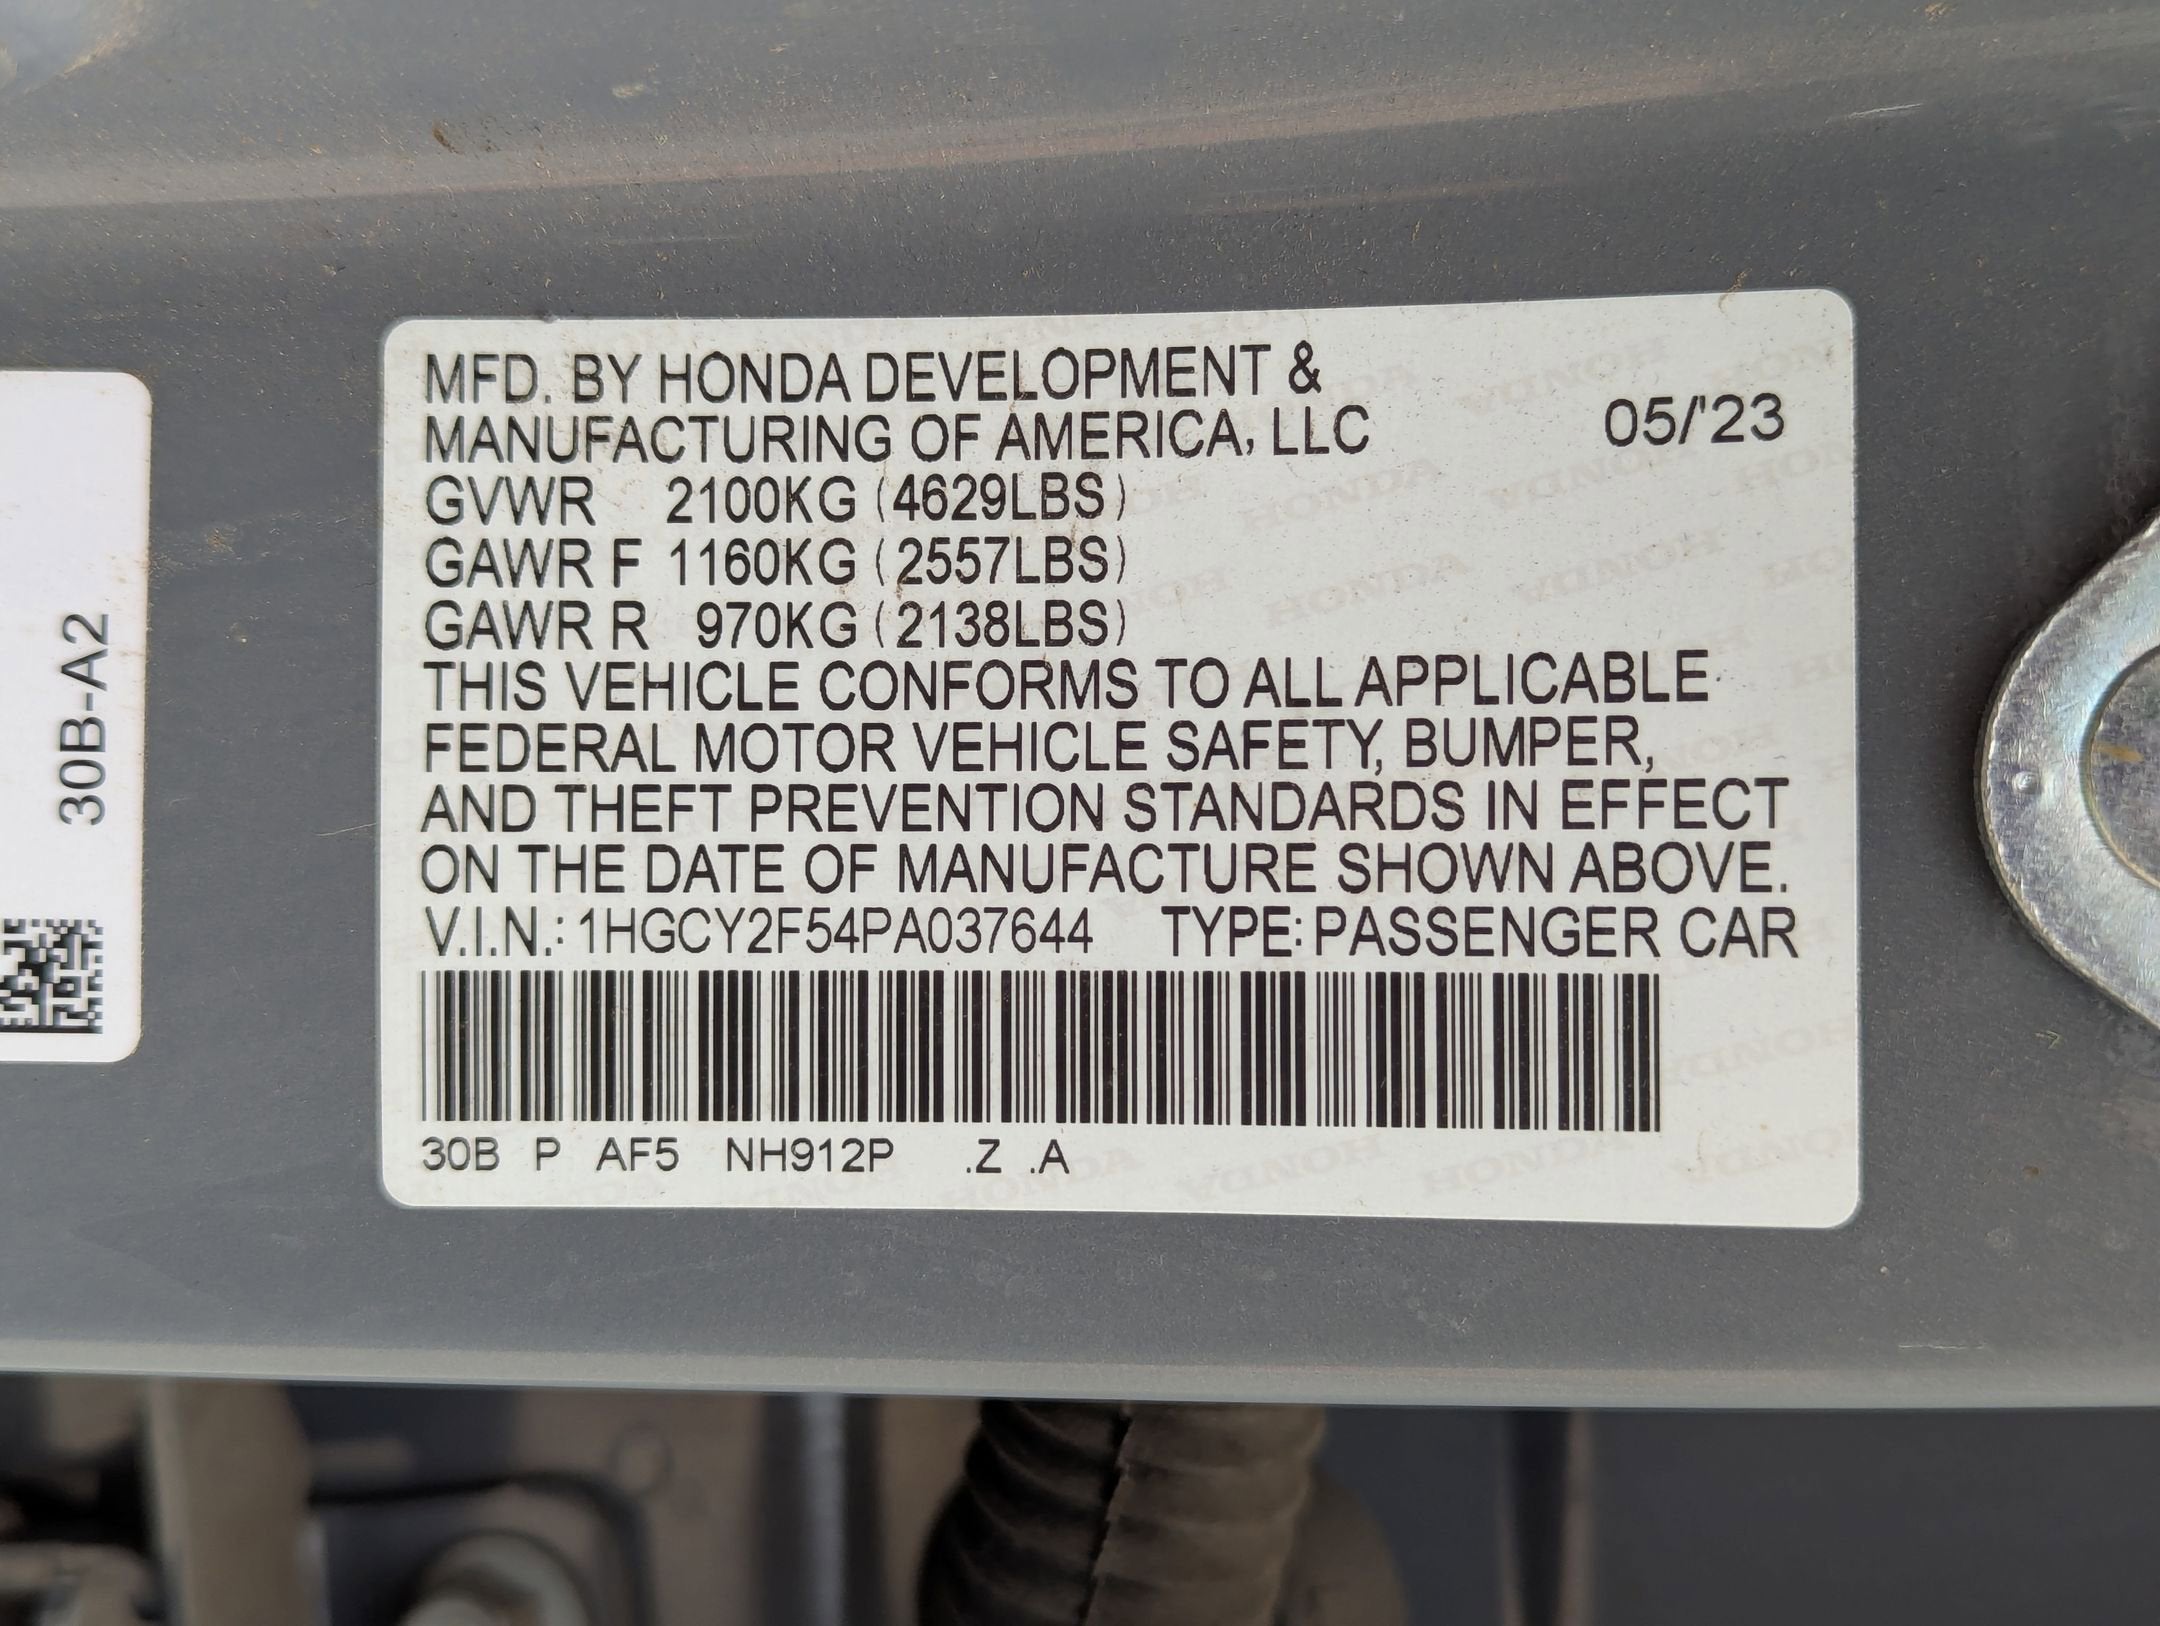 MFD. BY HONDA DEVELOPMENT &
MANUFACTURING OF AMERICA, LLC 05/'23
GVWR 2100KG (4629LBS)
GAWR F 1160KG (2557LBS)
GAWR R 970KG (2138LBS)
THIS VEHICLE CONFORMS TO ALL APPLICABLE
FEDERAL MOTOR VEHICLE SAFETY, BUMPER,
AND THEFT PREVENTION STANDARDS IN EFFECT
ON THE DATE OF MANUFACTURE SHOWN ABOVE.
V.I.N.: 1HGCY2F54PA037644 TYPE: PASSENGER CAR
30B P AF5 NH912P .Z .A
30B-A2